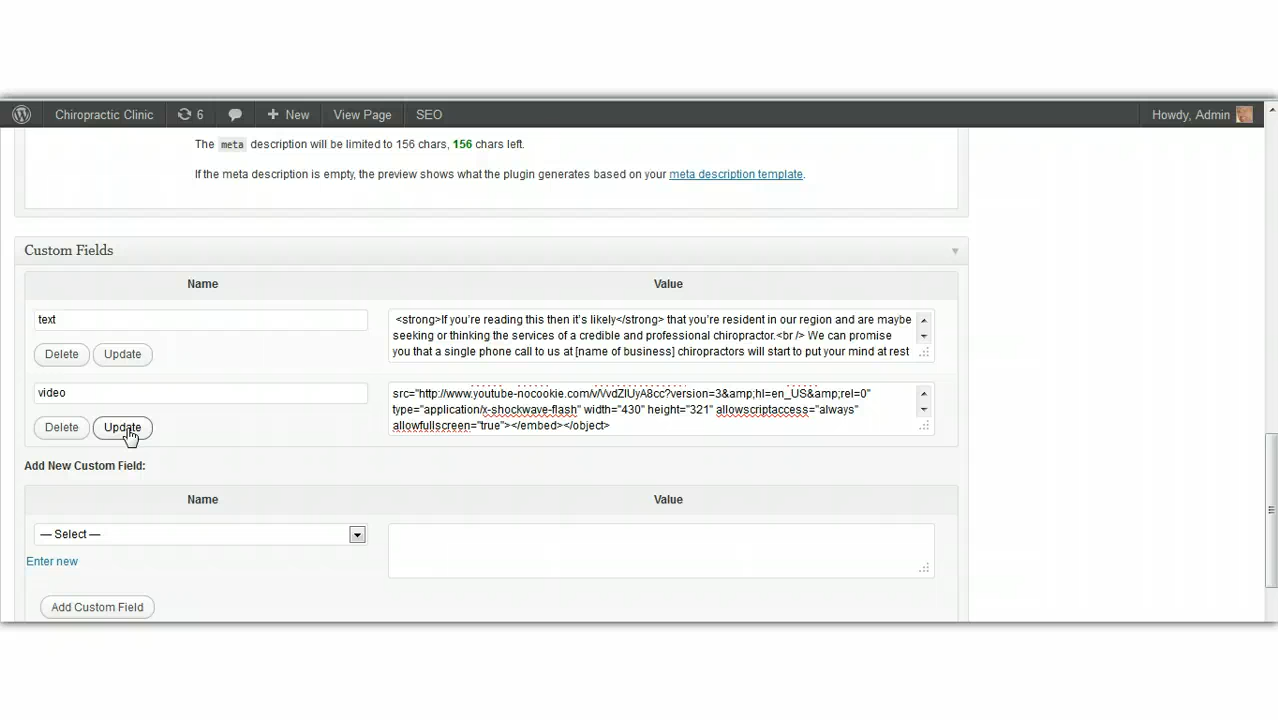 Chiropractic Clinic 6 New View Page SEO Howdy, Admin
The meta description will be limited to 156 chars, 156 chars left.
If the meta description is empty, the preview shows what the plugin generates based on your meta description template.
Custom Fields
Name Value
text
<strong>If you're reading this then it's likely</strong> that you're resident in our region and are maybe
seeking or thinking the services of a credible and professional chiropractor.<br /> We can promise
you that a single phone call to us at [name of business] chiropractors will start to put your mind at rest
Delete Update
video
src="http://www.youtube-nocookie.com/v/VvdZIUyA8cc?version=3&amp;hl=en_US&amp;rel=0"
type="application/x-shockwave-flash" width="430" height="321" allowscriptaccess="always"
allowfullscreen="true"></embed></object>
Delete Update
Add New Custom Field:
Name Value
— Select —
Enter new
Add Custom Field